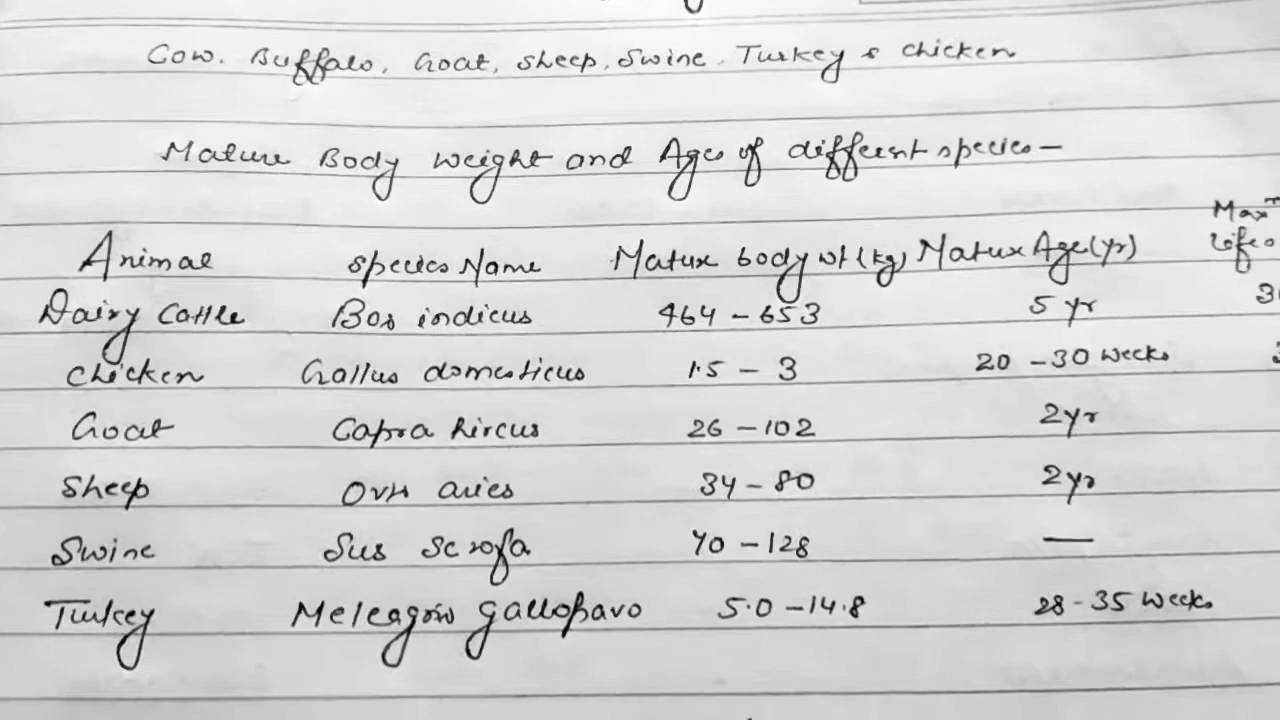 Cow. Buffalo, Goat, sheep, Swine, Turkey & chicken
Mature Body weight and Ages of different species —
Animal Species Name Mature body wt (kg) Mature Age (yr) Max^m
Dairy Cattle Bos indicus 464 - 653 5 yr
chicken Gallus domesticus 1.5 - 3 20 - 30 weeks
Goat Capra hircus 26 - 102 2yr
Sheep Ovis aries 34 - 80 2yr
Swine Sus Scrofa 70 - 128 —
Turkey Meleagris gallopavo 5.0 - 14.8 28 - 35 weeks